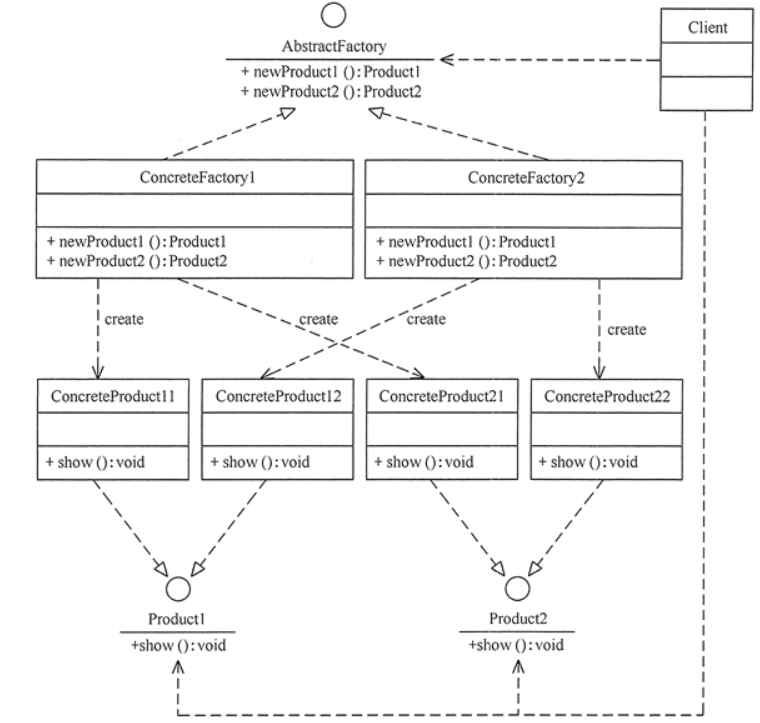 AbstractFactory
+ newProduct1 ():Product1
+ newProduct2 ():Product2
Client
ConcreteFactory1
+ newProduct1 ():Product1
+ newProduct2 ():Product2
ConcreteFactory2
+ newProduct1 ():Product1
+ newProduct2 ():Product2
create
create
create
create
ConcreteProduct11
+ show ():void
ConcreteProduct12
+ show ():void
ConcreteProduct21
+ show ():void
ConcreteProduct22
+ show ():void
Product1
+show ():void
Product2
+show ():void